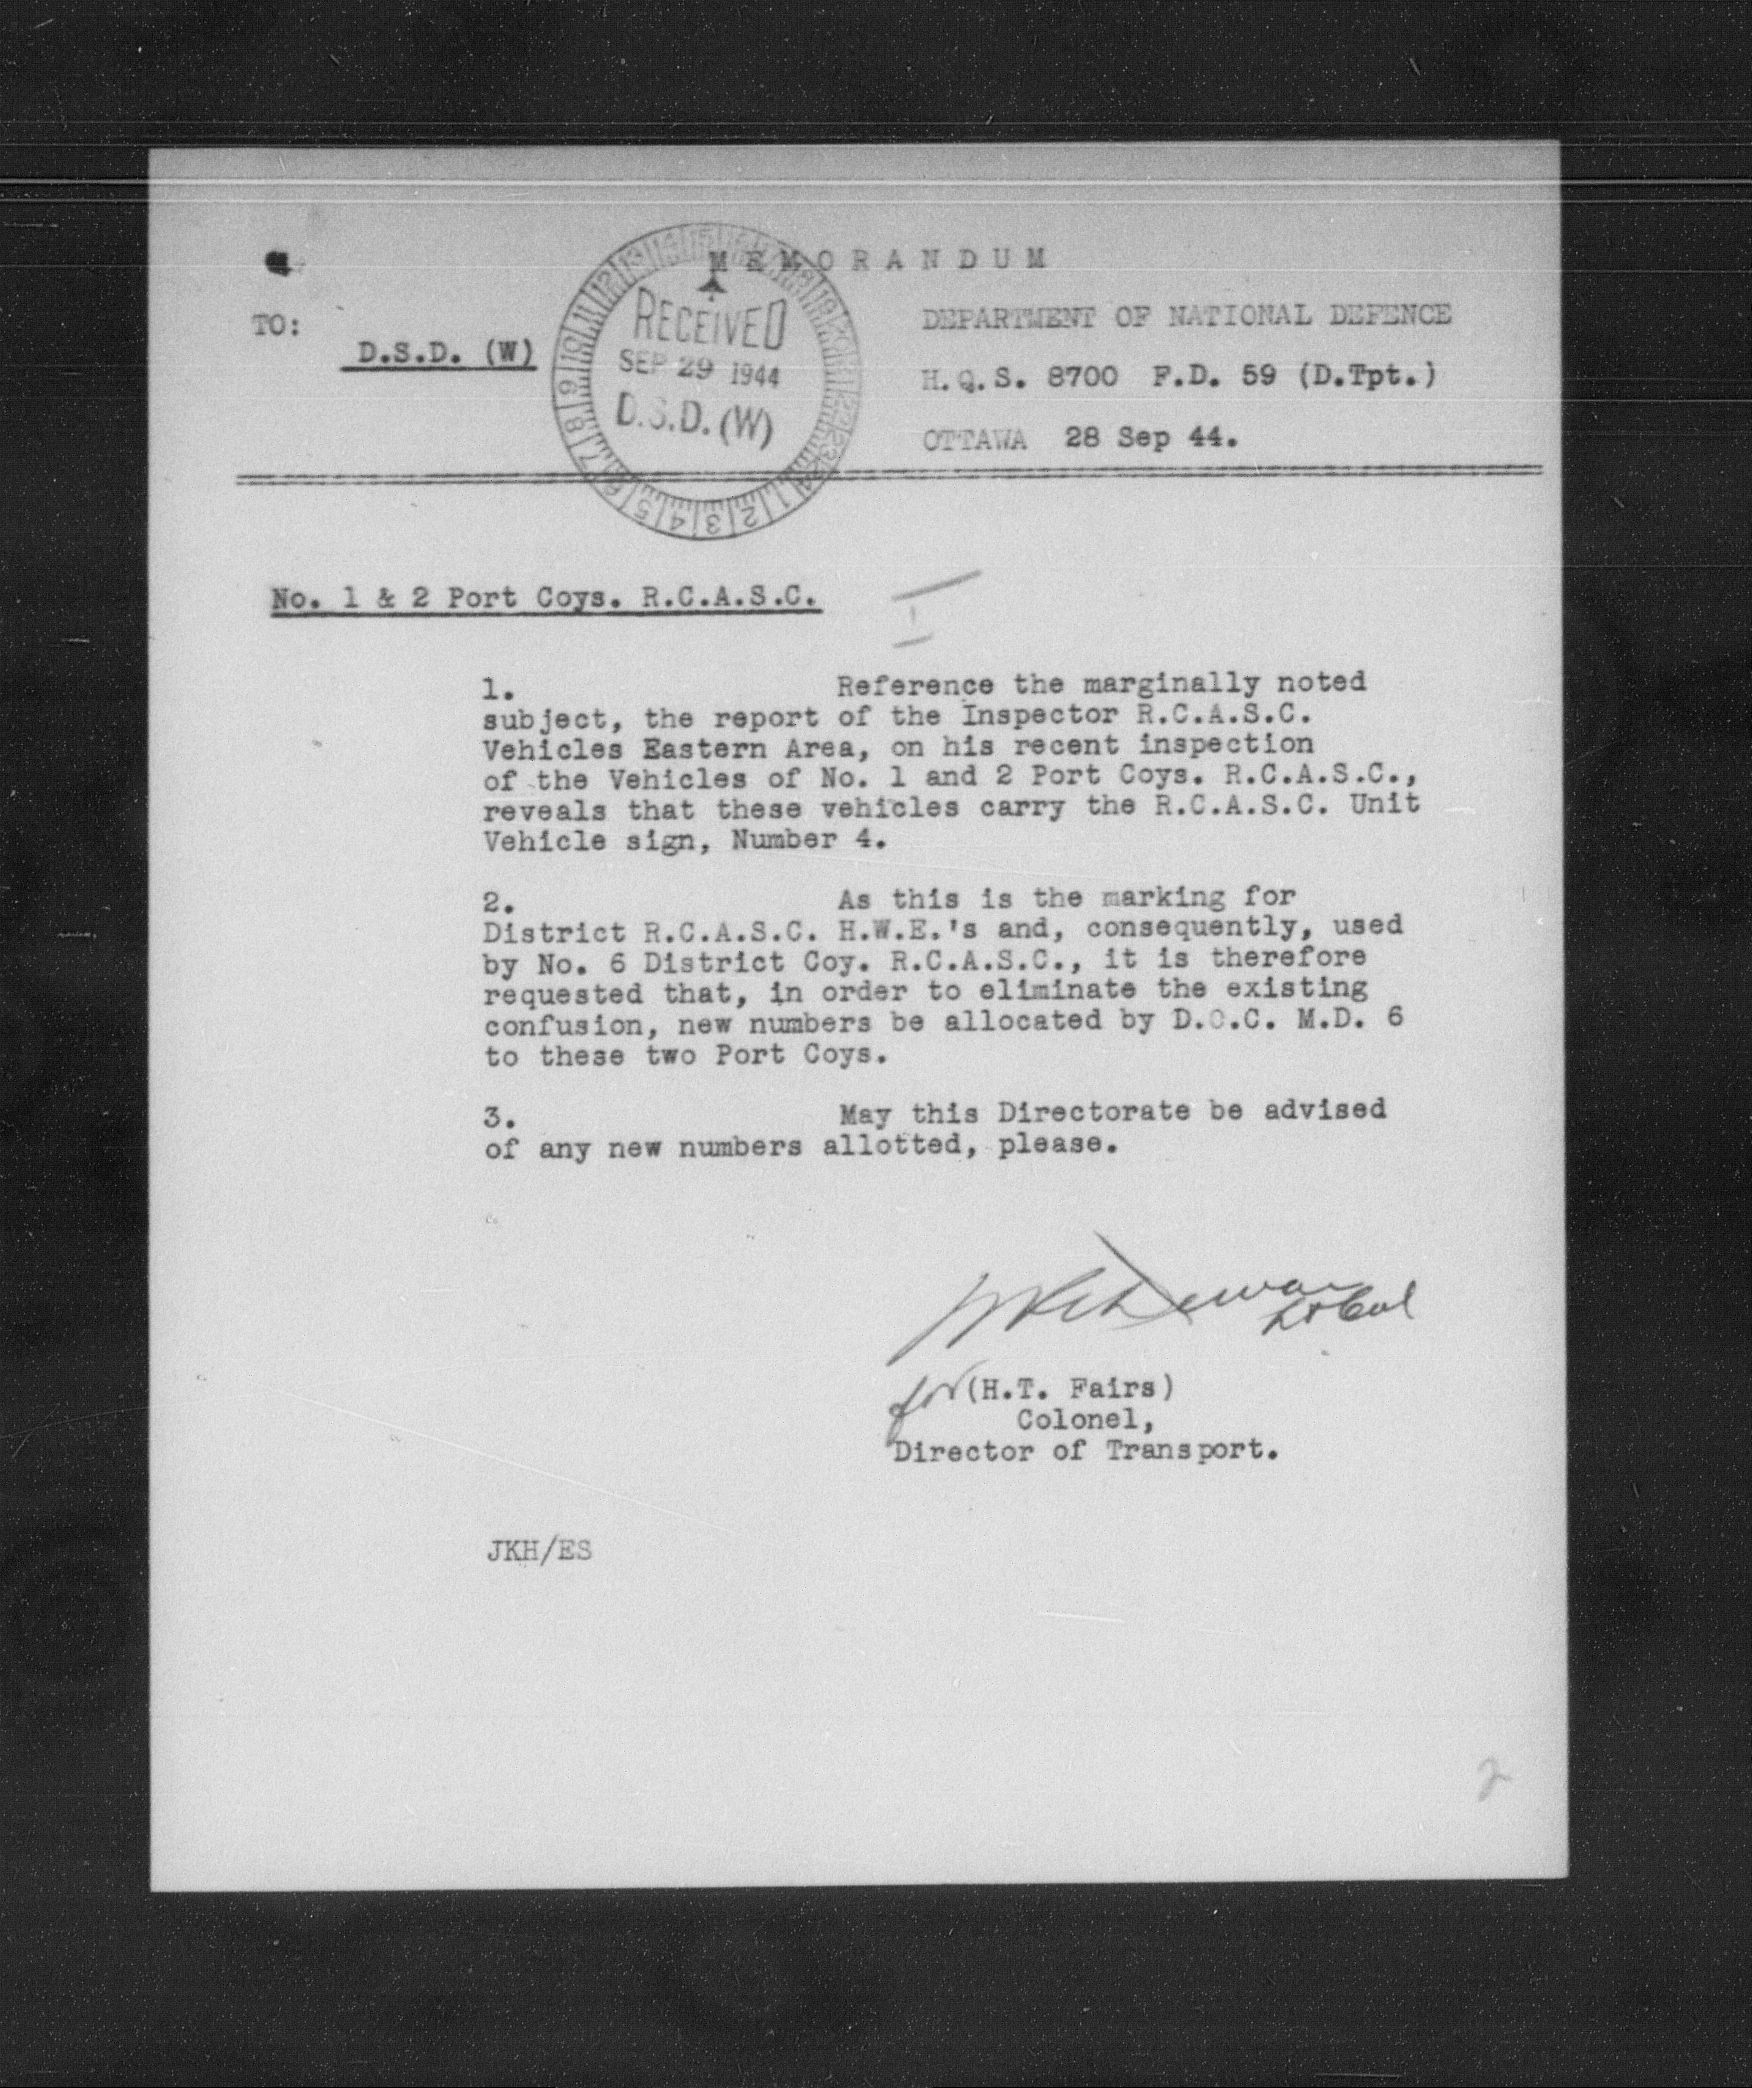 MEMORANDUM
TO:
D.S.D. (W)
RECEIVED
SEP 29 1944
D.S.D. (W)
DEPARTMENT OF NATIONAL DEFENCE
H.Q.S. 8700 F.D. 59 (D.Tpt.)
OTTAWA 28 Sep 44.
No. 1 & 2 Port Coys. R.C.A.S.C.
1. Reference the marginally noted
subject, the report of the Inspector R.C.A.S.C.
Vehicles Eastern Area, on his recent inspection
of the Vehicles of No. 1 and 2 Port Coys. R.C.A.S.C.,
reveals that these vehicles carry the R.C.A.S.C. Unit
Vehicle sign, Number 4.
2. As this is the marking for
District R.C.A.S.C. H.W.E.'s and, consequently, used
by No. 6 District Coy. R.C.A.S.C., it is therefore
requested that, in order to eliminate the existing
confusion, new numbers be allocated by D.O.C. M.D. 6
to these two Port Coys.
3. May this Directorate be advised
of any new numbers allotted, please.
Lt Col
for (H.T. Fairs)
Colonel,
Director of Transport.
JKH/ES
2